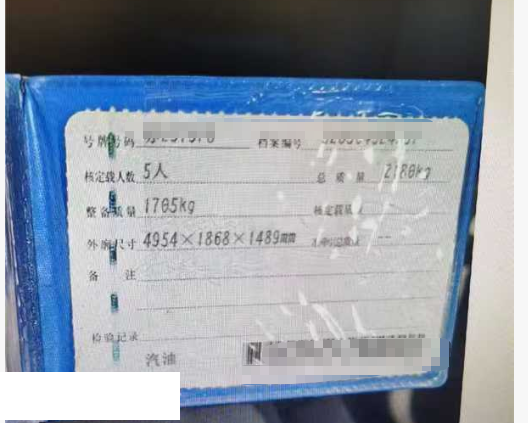 号牌号码 档案编号
核定载人数 5人 总质量 2180kg
整备质量 1705kg 核定载质量
外廓尺寸 4954×1868×1489mm
备注
检验记录
汽油